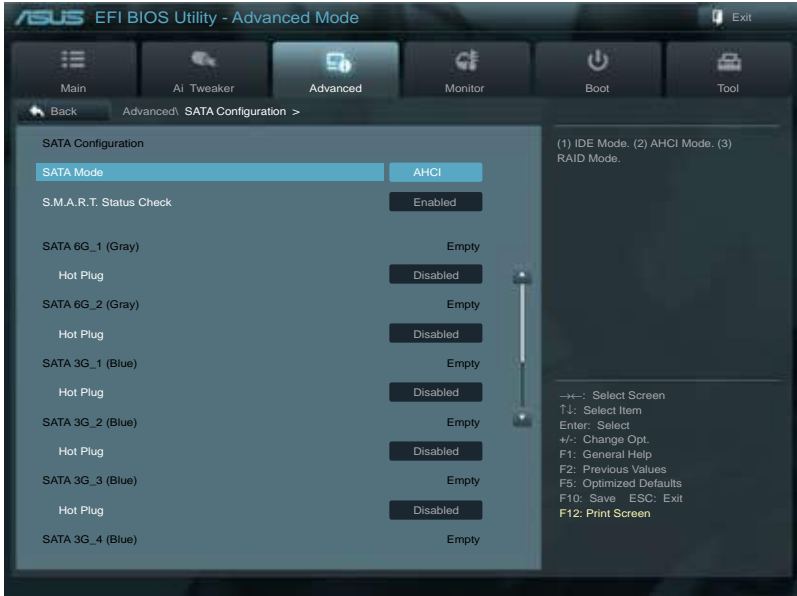 ASUS EFI BIOS Utility - Advanced Mode
Exit
Main Ai Tweaker Advanced Monitor Boot Tool
Back Advanced\ SATA Configuration >
SATA Configuration
SATA Mode AHCI
S.M.A.R.T. Status Check Enabled
SATA 6G_1 (Gray) Empty
Hot Plug Disabled
SATA 6G_2 (Gray) Empty
Hot Plug Disabled
SATA 3G_1 (Blue) Empty
Hot Plug Disabled
SATA 3G_2 (Blue) Empty
Hot Plug Disabled
SATA 3G_3 (Blue) Empty
Hot Plug Disabled
SATA 3G_4 (Blue) Empty
(1) IDE Mode. (2) AHCI Mode. (3)
RAID Mode.
→←: Select Screen
↑↓: Select Item
Enter: Select
+/-: Change Opt.
F1: General Help
F2: Previous Values
F5: Optimized Defaults
F10: Save ESC: Exit
F12: Print Screen